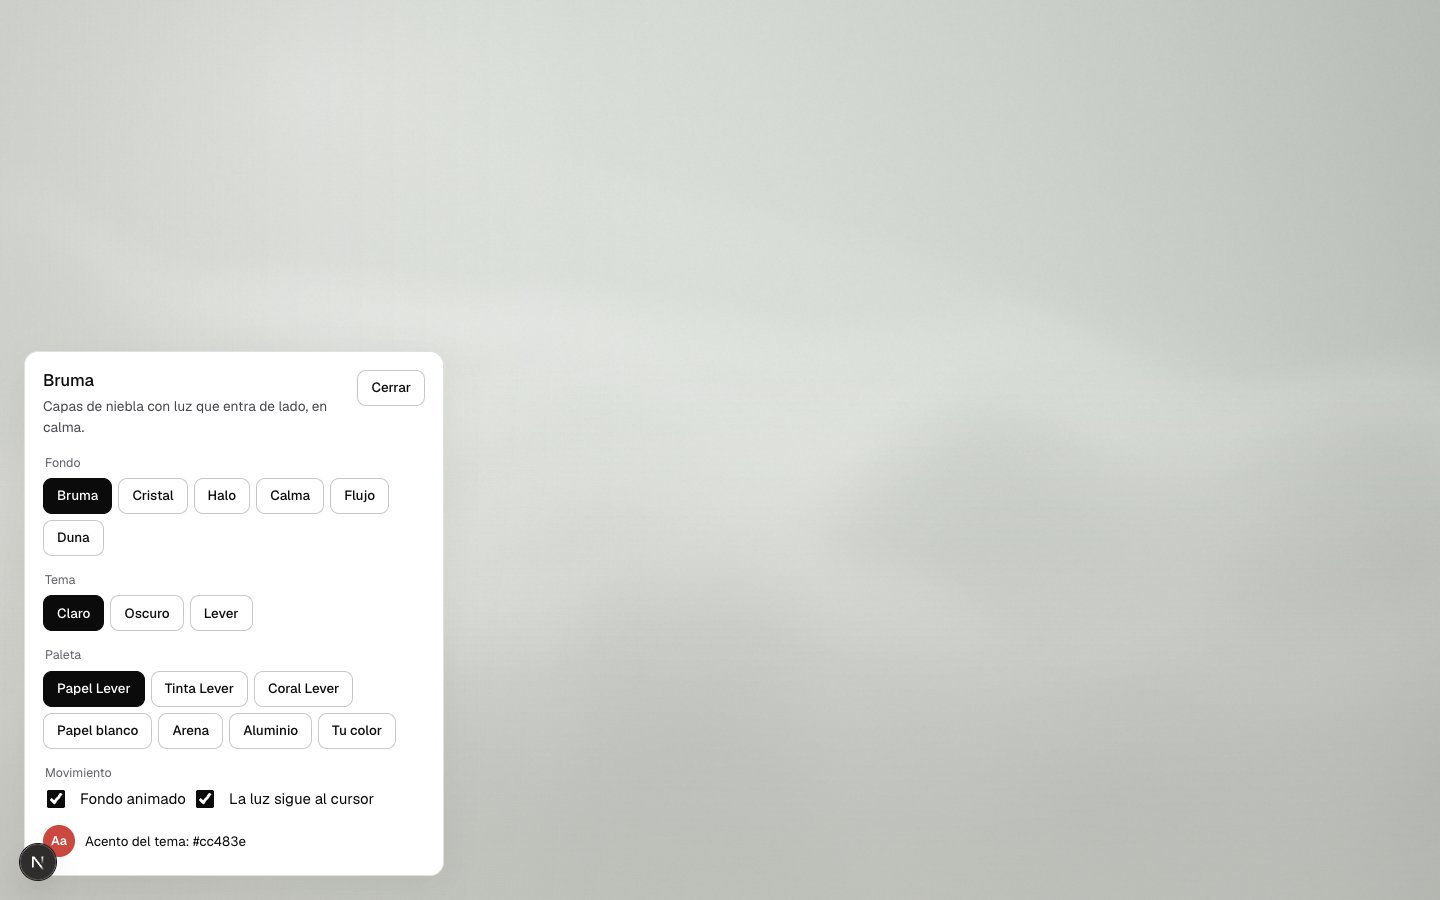 Bruma
Cerrar
Capas de niebla con luz que entra de lado, en
calma.
Fondo
Bruma Cristal Halo Calma Flujo
Duna
Tema
Claro Oscuro Lever
Paleta
Papel Lever Tinta Lever Coral Lever
Papel blanco Arena Aluminio Tu color
Movimiento
Fondo animado La luz sigue al cursor
Aa Acento del tema: #cc483e
N